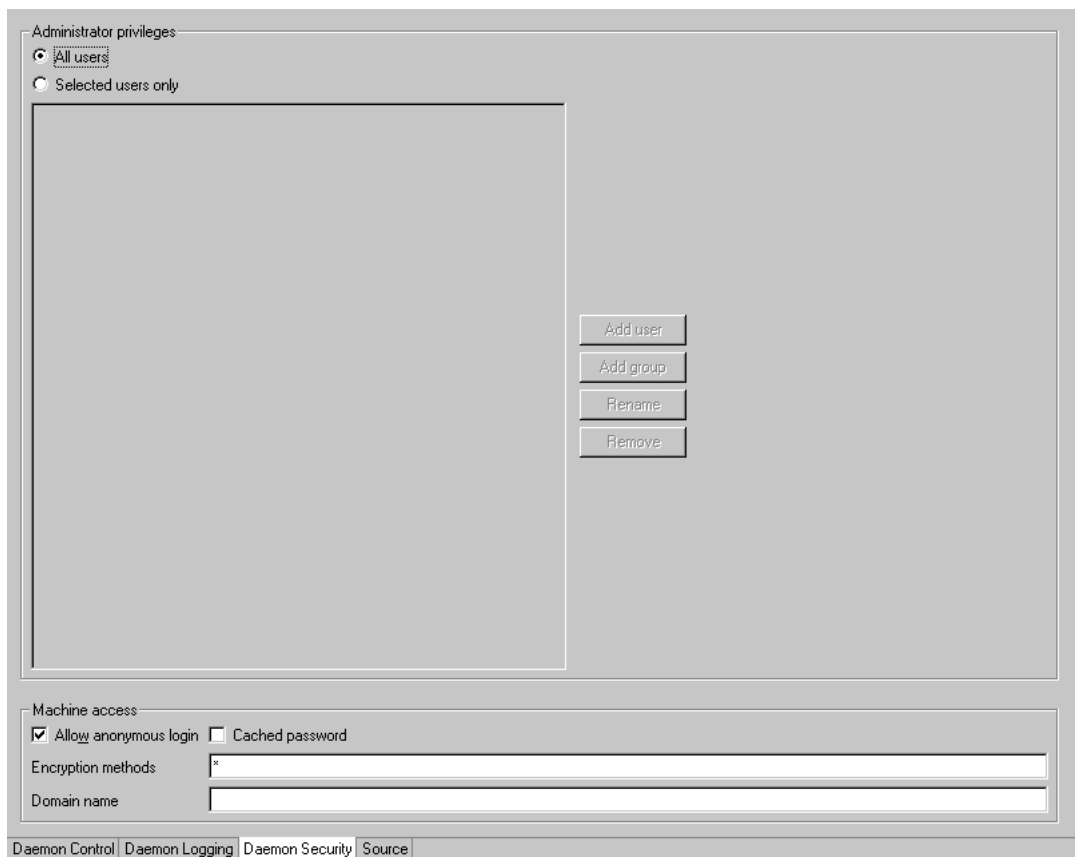 Administrator privileges
All users
Selected users only
Add user
Add group
Rename
Remove
Machine access
Allow anonymous login Cached password
Encryption methods *
Domain name
Daemon Control Daemon Logging Daemon Security Source